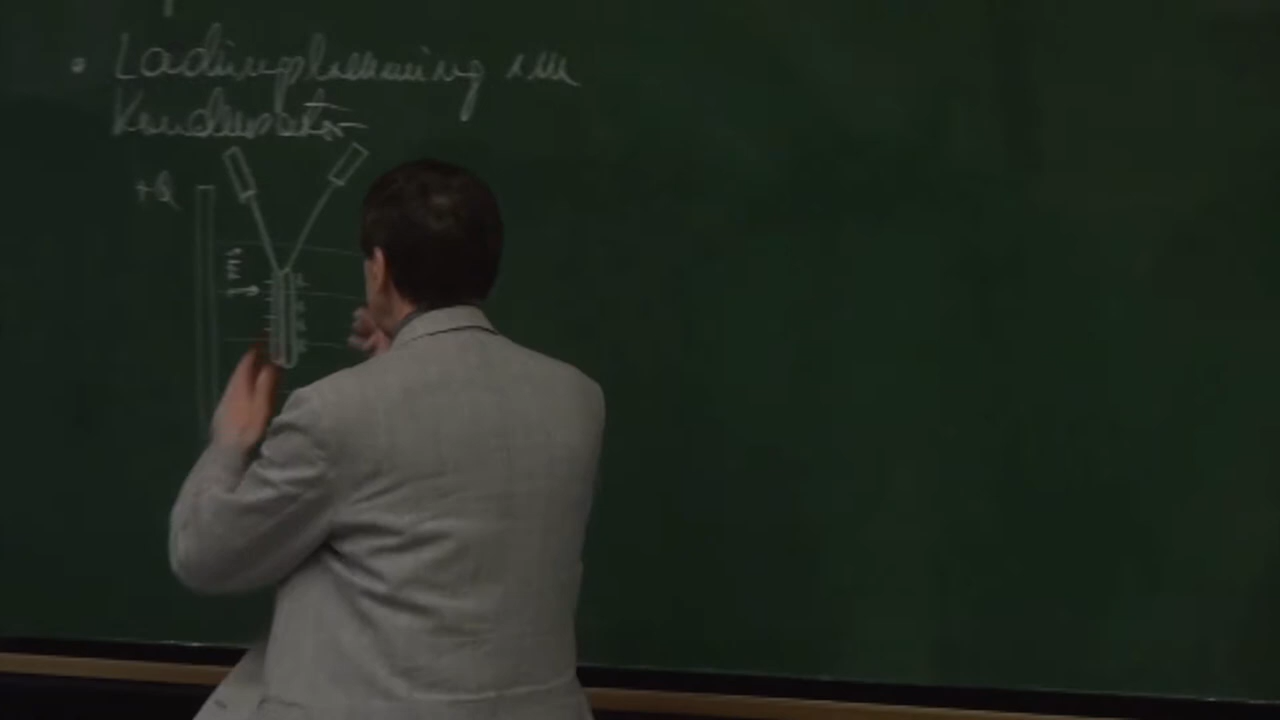 • Ladungstrennung im
Kondensator
+Q
E